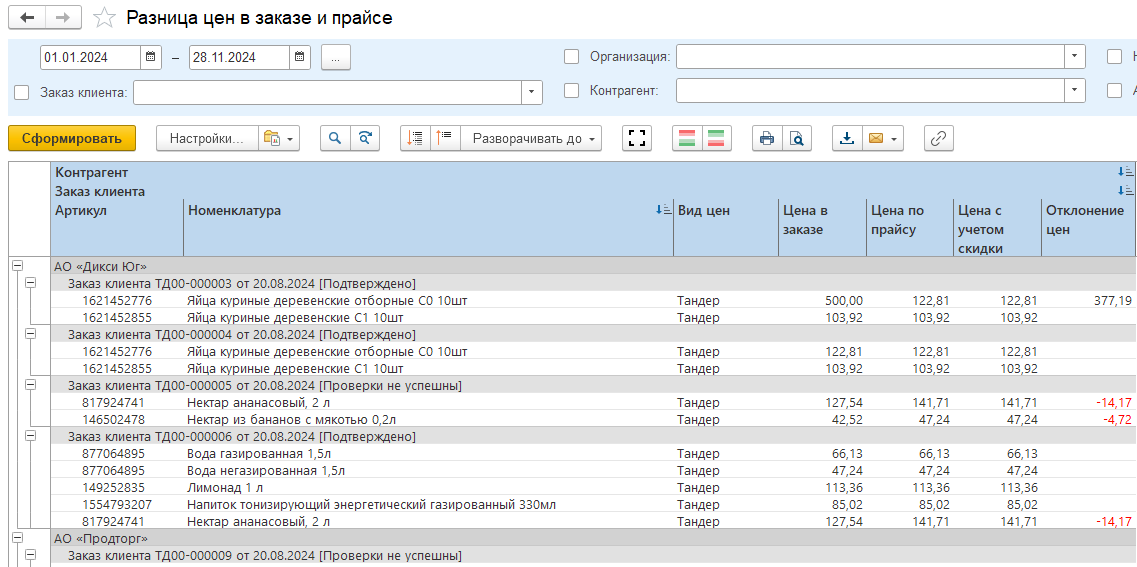 Разница цен в заказе и прайсе
01.01.2024 – 28.11.2024 ... Организация:
Заказ клиента: Контрагент:
Сформировать Настройки... Разворачивать до
Контрагент
Заказ клиента
Артикул Номенклатура Вид цен Цена в заказе Цена по прайсу Цена с учетом скидки Отклонение цен
АО «Дикси Юг»
Заказ клиента ТД00-000003 от 20.08.2024 [Подтверждено]
1621452776 Яйца куриные деревенские отборные С0 10шт Тандер 500,00 122,81 122,81 377,19
1621452855 Яйца куриные деревенские С1 10шт Тандер 103,92 103,92 103,92
Заказ клиента ТД00-000004 от 20.08.2024 [Подтверждено]
1621452776 Яйца куриные деревенские отборные С0 10шт Тандер 122,81 122,81 122,81
1621452855 Яйца куриные деревенские С1 10шт Тандер 103,92 103,92 103,92
Заказ клиента ТД00-000005 от 20.08.2024 [Проверки не успешны]
817924741 Нектар ананасовый, 2 л Тандер 127,54 141,71 141,71 -14,17
146502478 Нектар из бананов с мякотью 0,2л Тандер 42,52 47,24 47,24 -4,72
Заказ клиента ТД00-000006 от 20.08.2024 [Подтверждено]
877064895 Вода газированная 1,5л Тандер 66,13 66,13 66,13
877064895 Вода негазированная 1,5л Тандер 47,24 47,24 47,24
149252835 Лимонад 1 л Тандер 113,36 113,36 113,36
1554793207 Напиток тонизирующий энергетический газированный 330мл Тандер 85,02 85,02 85,02
817924741 Нектар ананасовый, 2 л Тандер 127,54 141,71 141,71 -14,17
АО «Продторг»
Заказ клиента ТД00-000009 от 20.08.2024 [Проверки не успешны]